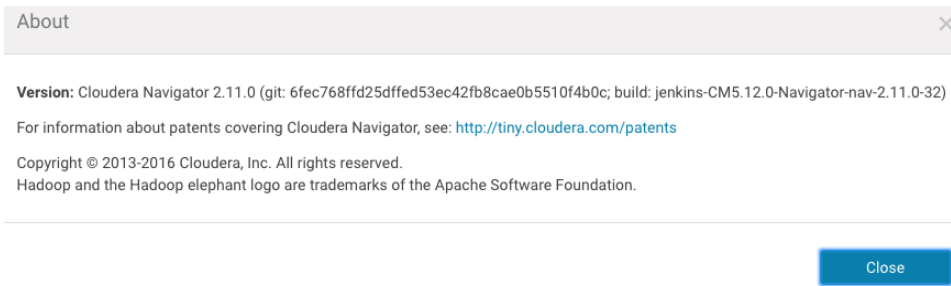 About
Version: Cloudera Navigator 2.11.0 (git: 6fec768ffd25dffed53ec42fb8cae0b5510f4b0c; build: jenkins-CM5.12.0-Navigator-nav-2.11.0-32)
For information about patents covering Cloudera Navigator, see: http://tiny.cloudera.com/patents
Copyright © 2013-2016 Cloudera, Inc. All rights reserved.
Hadoop and the Hadoop elephant logo are trademarks of the Apache Software Foundation.
Close